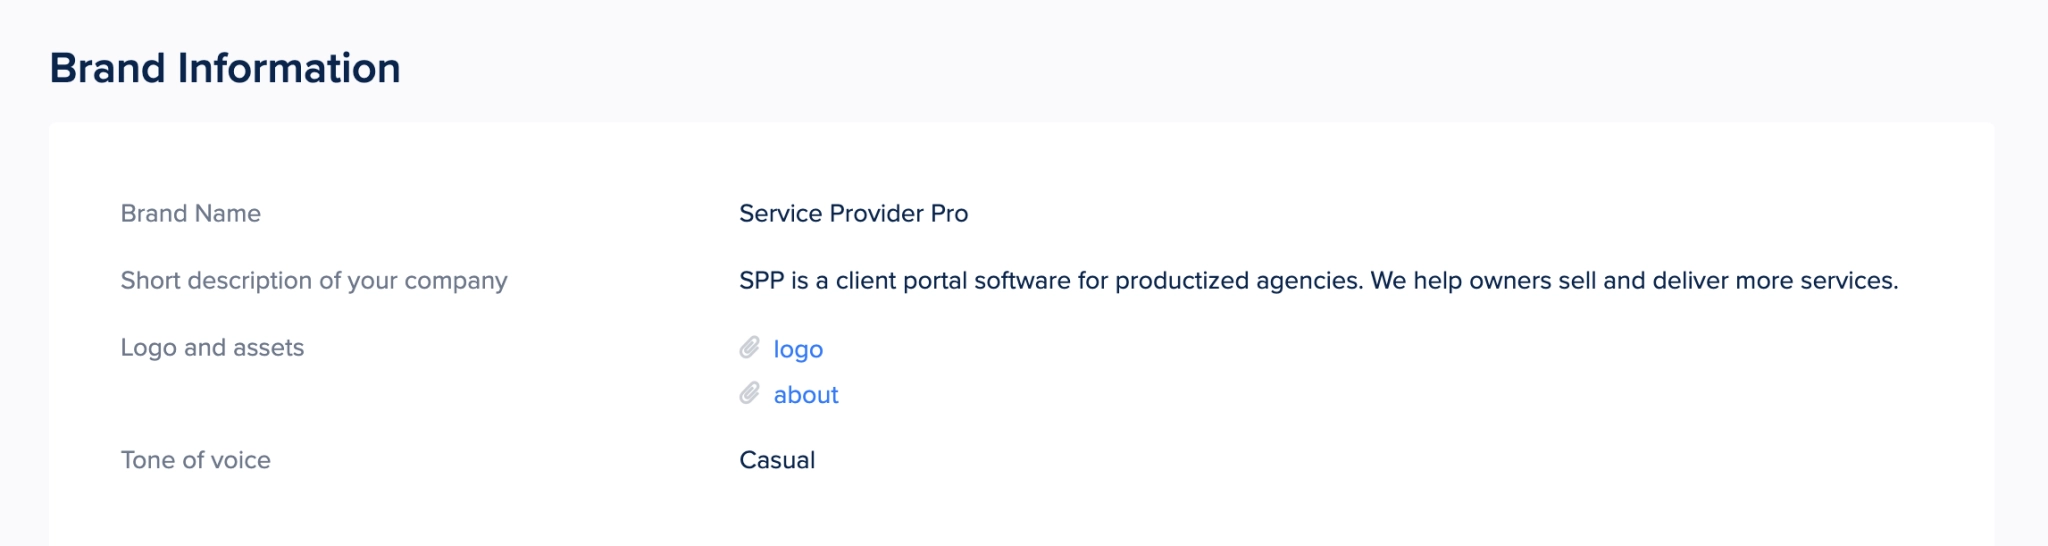 Brand Information
Brand Name
Service Provider Pro
Short description of your company
SPP is a client portal software for productized agencies. We help owners sell and deliver more services.
Logo and assets
logo
about
Tone of voice
Casual